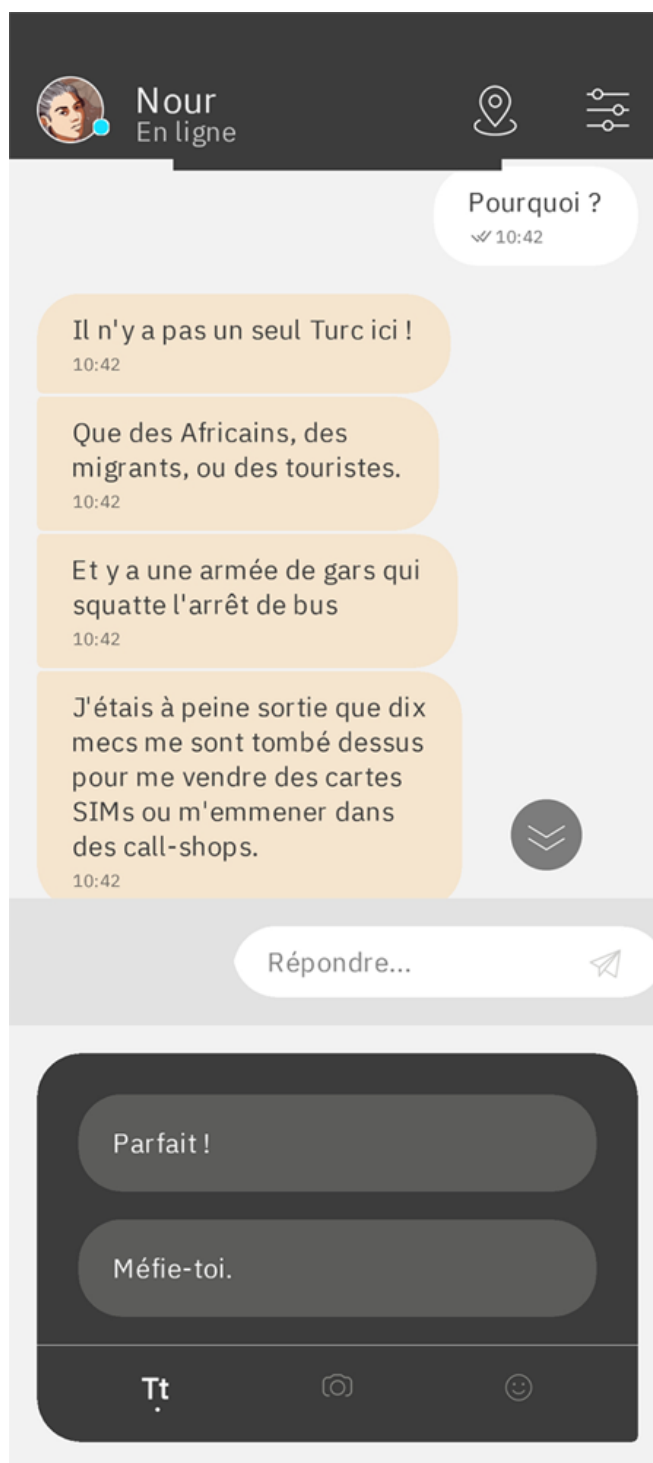 Nour
En ligne
Pourquoi ?
10:42
Il n'y a pas un seul Turc ici !
10:42
Que des Africains, des
migrants, ou des touristes.
10:42
Et y a une armée de gars qui
squatte l'arrêt de bus
10:42
J'étais à peine sortie que dix
mecs me sont tombé dessus
pour me vendre des cartes
SIMs ou m'emmener dans
des call-shops.
10:42
Répondre...
Parfait !
Méfie-toi.
Tt